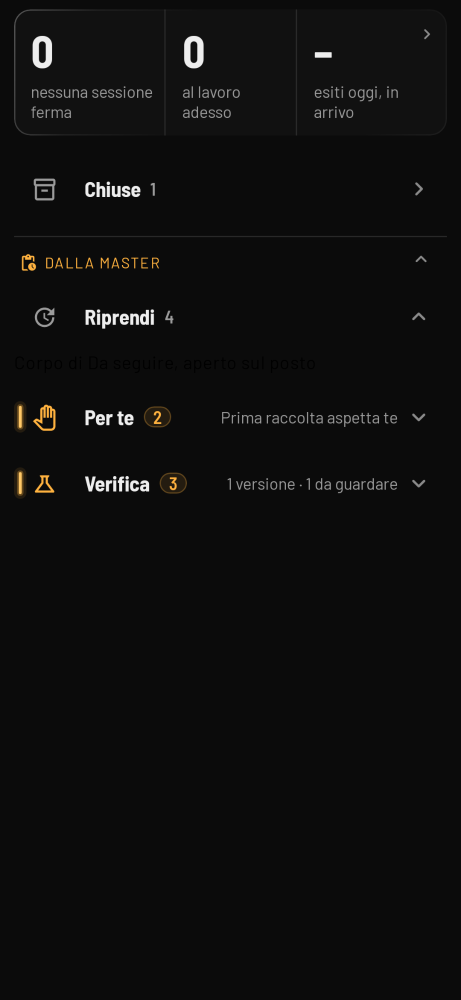 0
nessuna sessione
ferma
0
al lavoro
adesso
–
esiti oggi, in
arrivo
Chiuse 1
DALLA MASTER
Riprendi 4
Corpo di Da seguire, aperto sul posto
Per te 2 Prima raccolta aspetta te
Verifica 3 1 versione · 1 da guardare